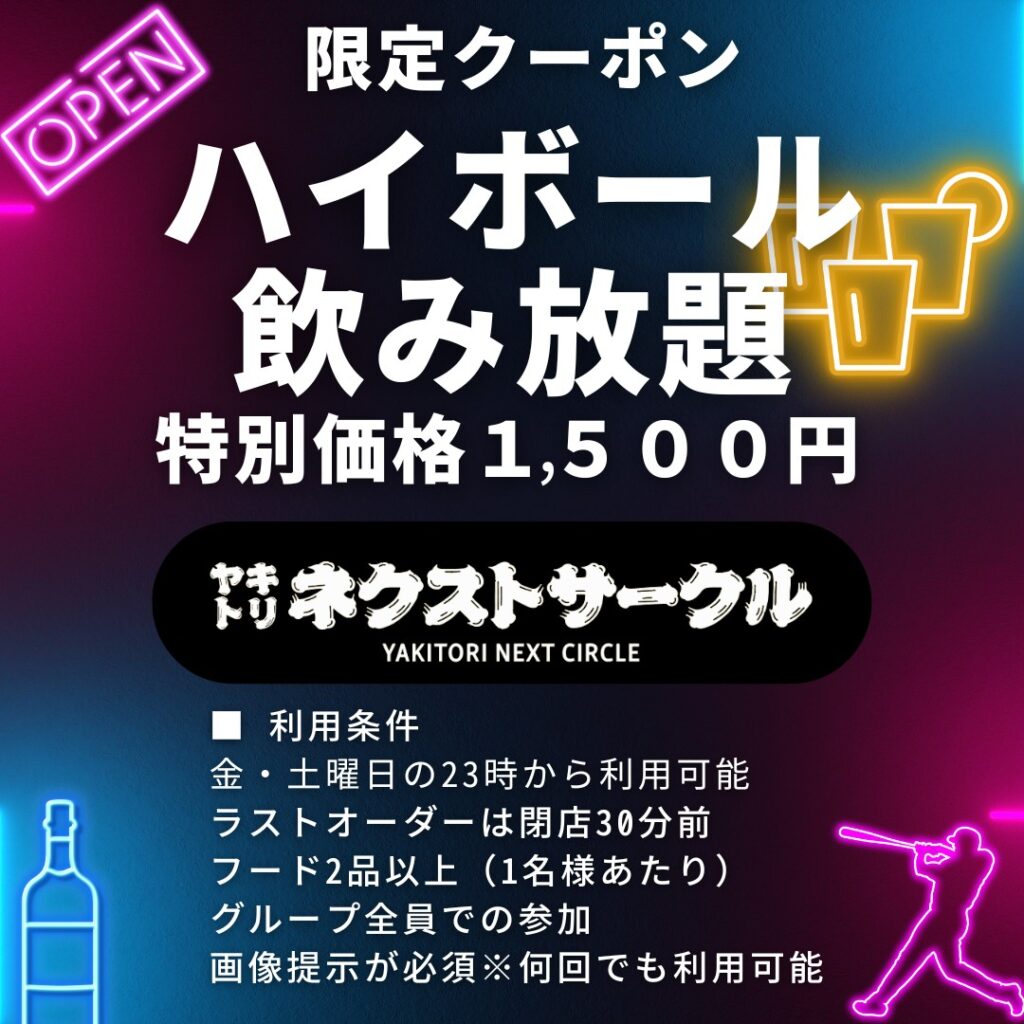 OPEN
限定クーポン
ハイボール
飲み放題
特別価格１,５００円
ヤキトリ ネクストサークル
YAKITORI NEXT CIRCLE
■ 利用条件
金・土曜日の23時から利用可能
ラストオーダーは閉店30分前
フード2品以上（1名様あたり）
グループ全員での参加
画像提示が必須※何回でも利用可能